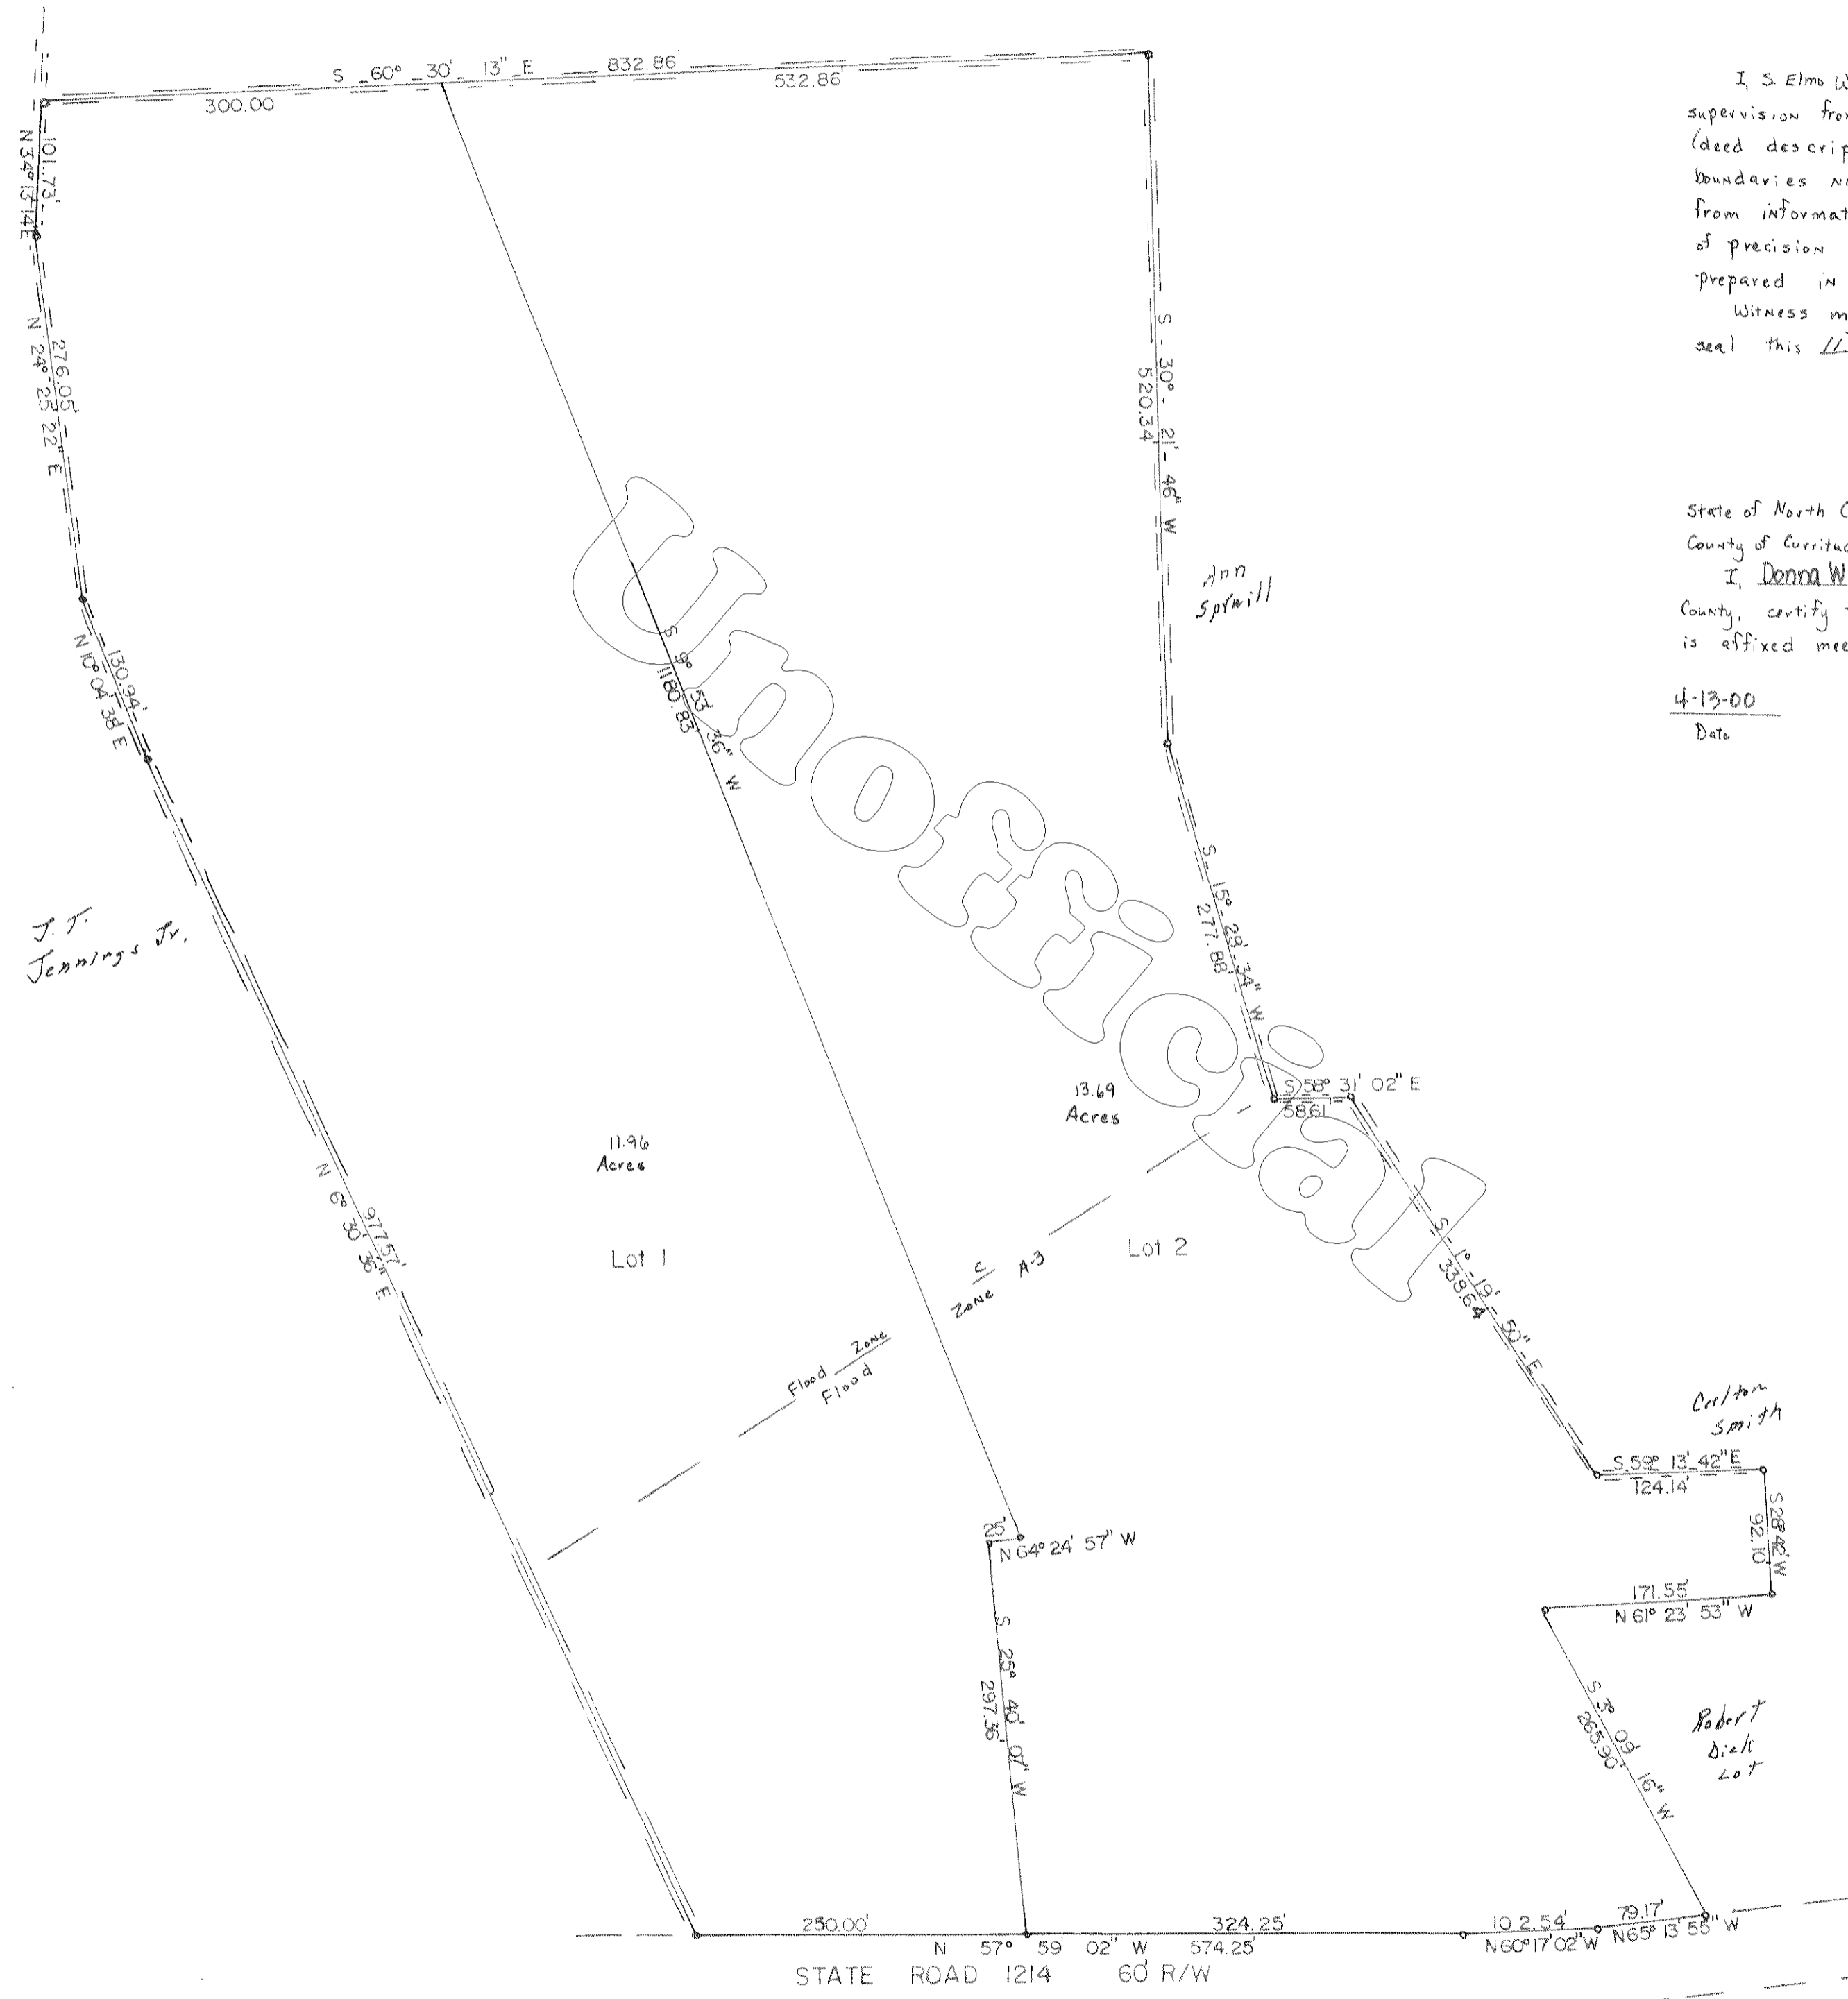 S 60° 30' 13" E 832.86'
300.00 532.86'
101.73'
N 34° 13' 14" E
276.05'
N 24° 25' 22" E
130.94'
N 10° 04' 38" E
977.57'
N 6° 30' 36" E
S 9° 53' 36" W
1180.83'
S - 30° - 21' - 46" W
520.34'
S - 15° - 28' - 34" W
277.88'
S 58° 31' 02" E
58.61'
S - 1° - 19' - 50" - E
338.64
S 59° 13' 42" E
124.14'
S 28° 42' W
92.10'
171.55'
N 61° 23' 53" W
S 3° 09' 16" W
265.90'
25'
N 64° 24' 57" W
S 25° 40' 07" W
297.36'
250.00' 324.25' 102.54' 79.17'
N 57° 59' 02" W 574.25' N 60° 17' 02" W N 65° 13' 55" W
STATE ROAD 1214 60' R/W
J. T.
Jennings Jr.
11.96
Acres
Lot 1
13.69
Acres
Lot 2
Flood Zone C
Flood Zone A-3
Ann
Carlton
Smith
Robert
Lot
Unofficial
I, S. Elmo W
supervision from
(deed descrip
boundaries no
from informat
of precision
prepared in
Witness m
seal this 11
State of North C
County of Currituc
I, Donna W
County, certify
is affixed mee
4-13-00
Date